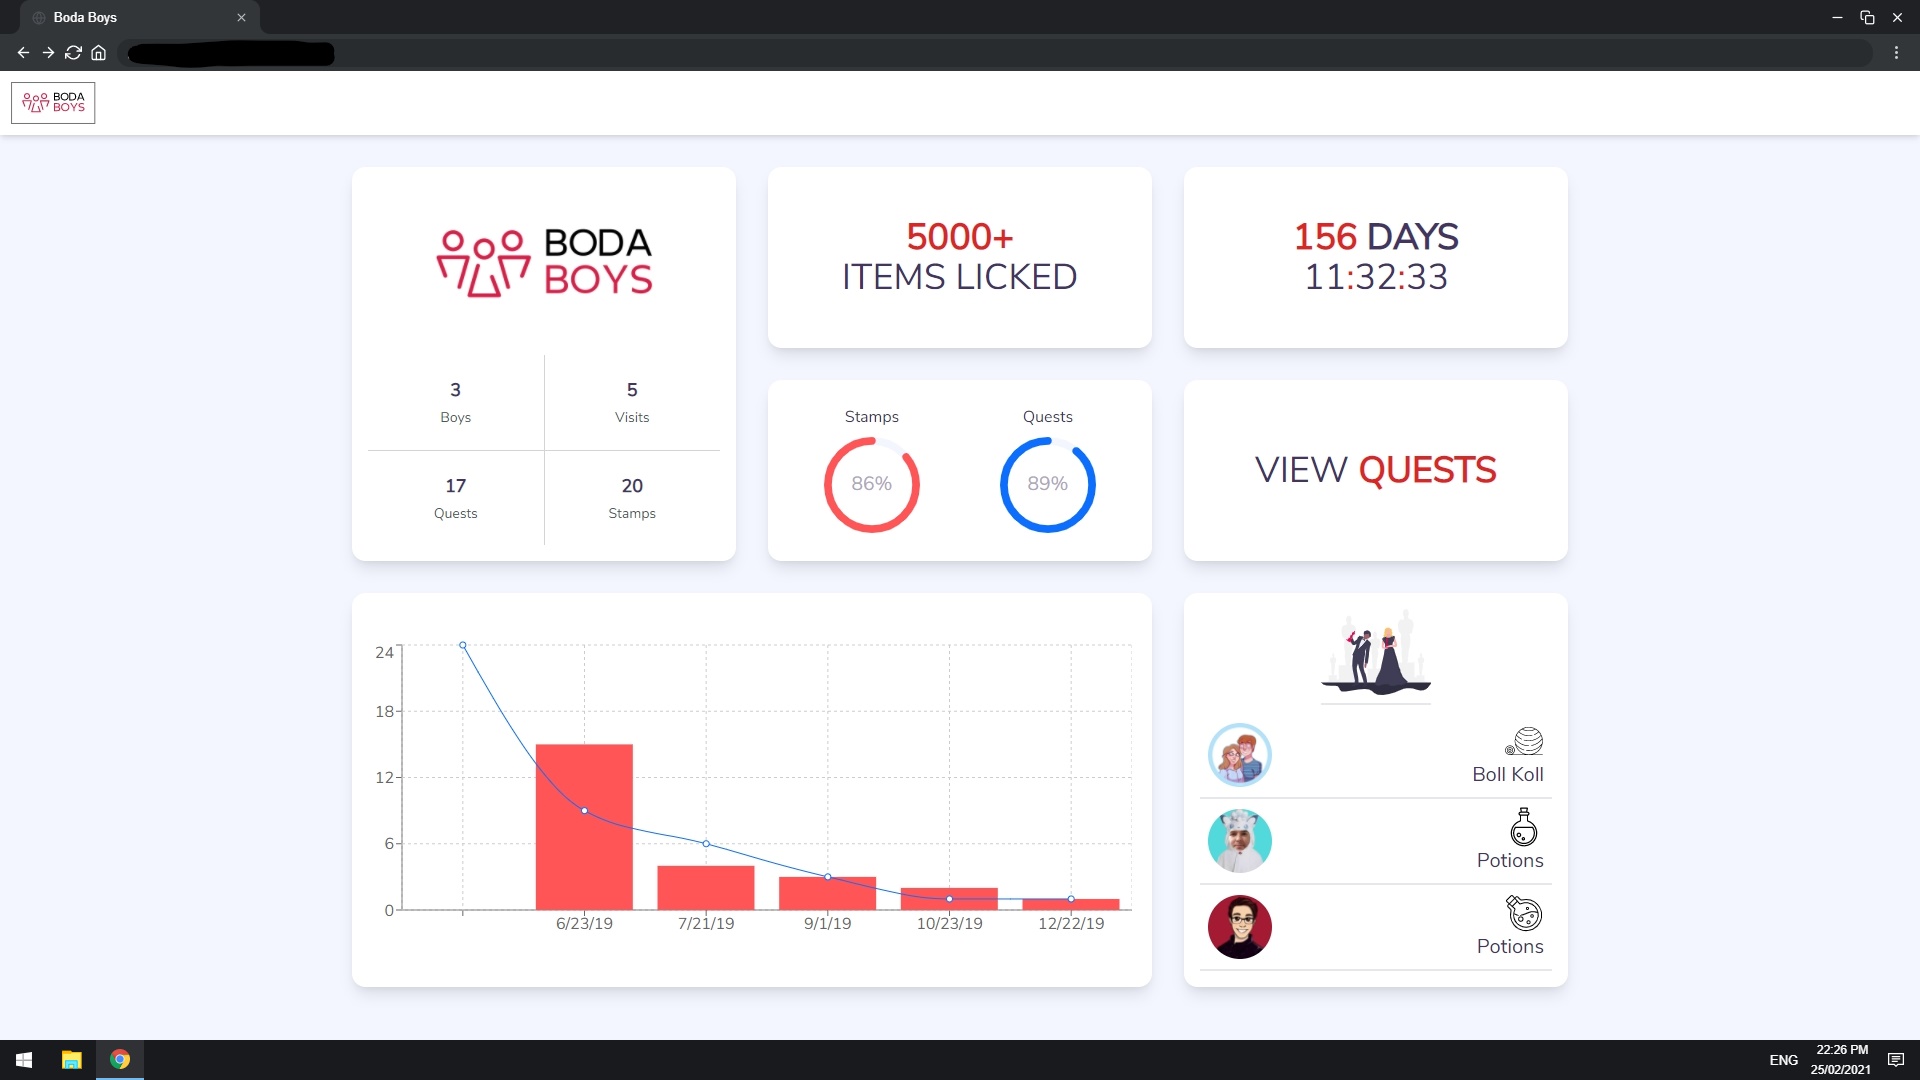 Boda Boys
BODA
BOYS
BODA
BOYS
3
Boys
5
Visits
17
Quests
20
Stamps
5000+
ITEMS LICKED
156 DAYS
11:32:33
Stamps
86%
Quests
89%
VIEW QUESTS
24
18
12
6
0
6/23/19
7/21/19
9/1/19
10/23/19
12/22/19
Boll Koll
Potions
Potions
ENG
22:26 PM
25/02/2021